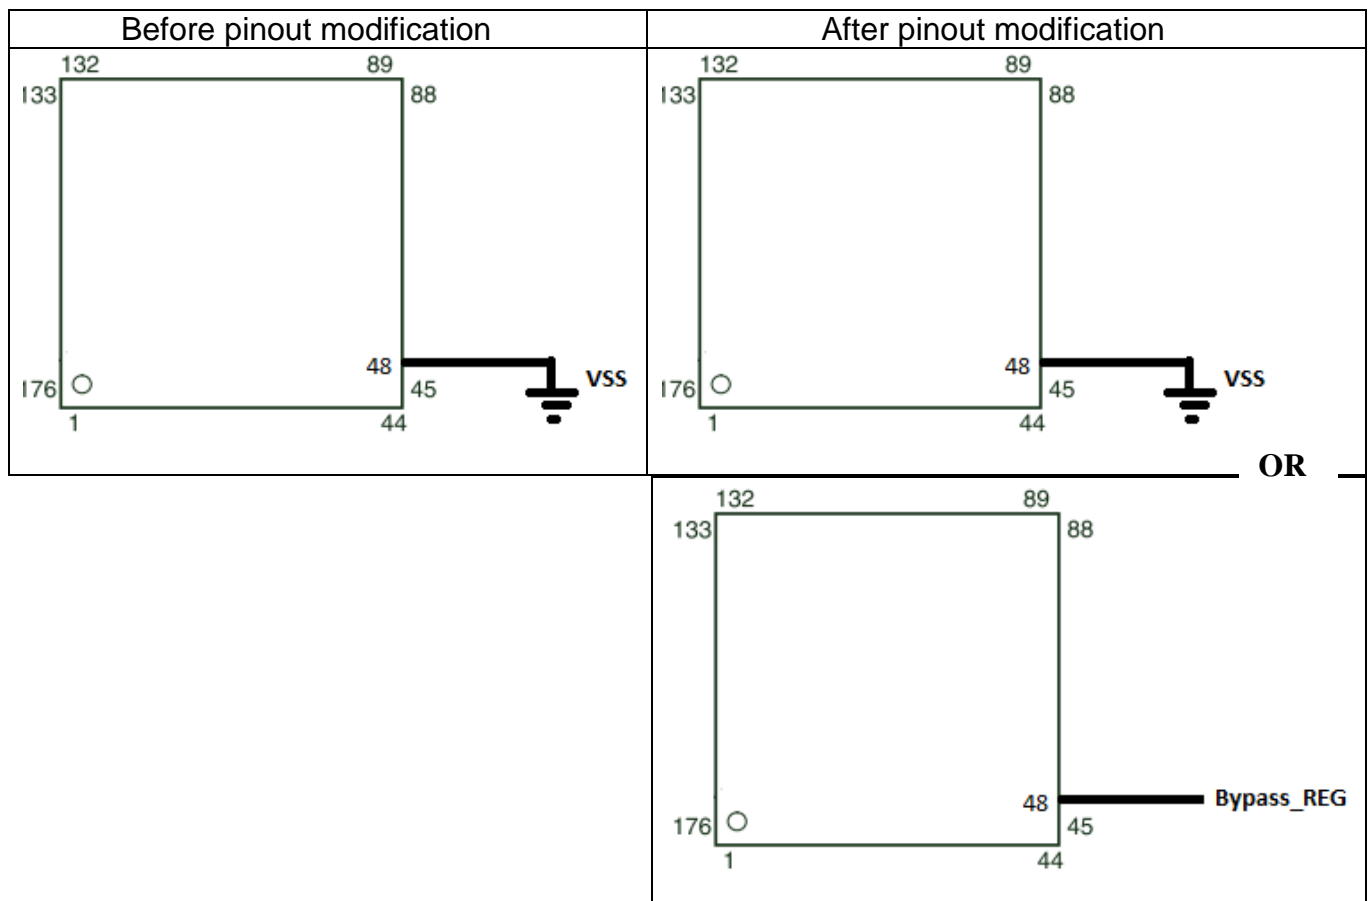 Before pinout modification
After pinout modification
132 89
133 88
48
VSS
176 45
1 44
132 89
133 88
48
VSS
176 45
1 44
OR
132 89
133 88
48
Bypass_REG
176 45
1 44